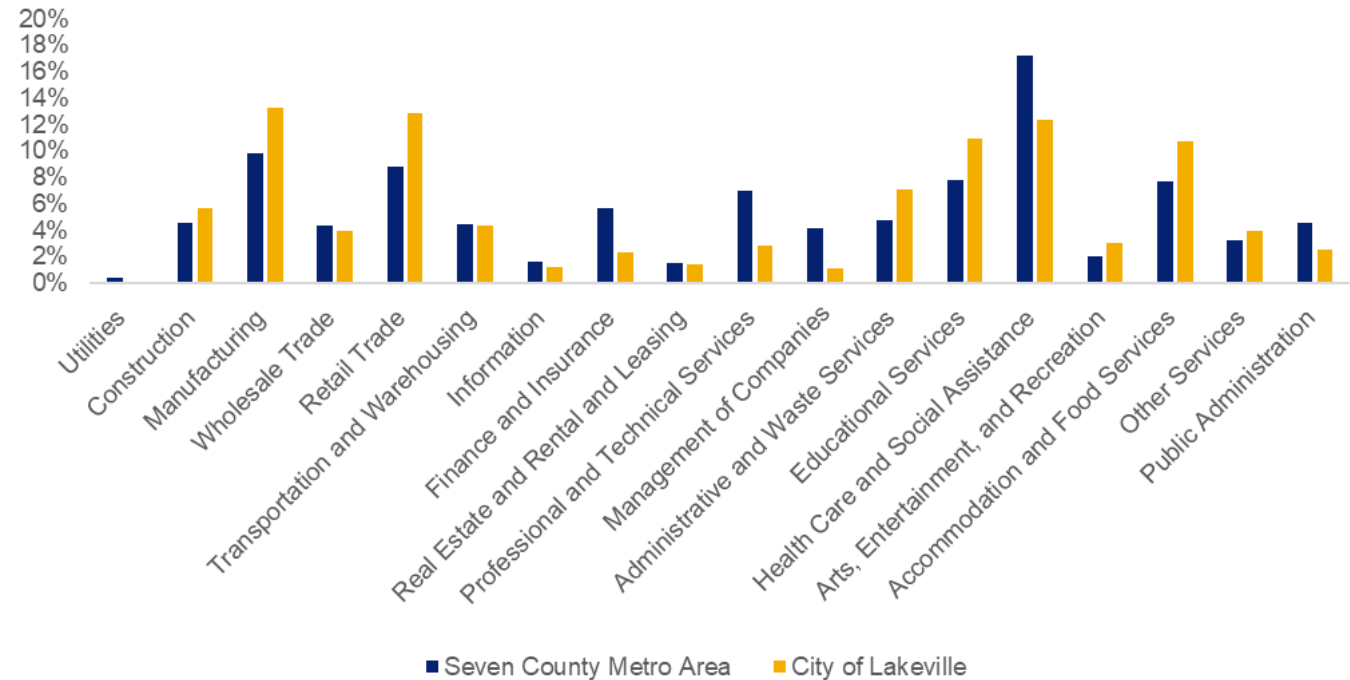 20%
18%
16%
14%
12%
10%
8%
6%
4%
2%
0%
Utilities
Construction
Manufacturing
Wholesale Trade
Retail Trade
Transportation and Warehousing
Information
Finance and Insurance
Real Estate and Rental and Leasing
Professional and Technical Services
Management of Companies
Administrative and Waste Services
Educational Services
Health Care and Social Assistance
Arts, Entertainment, and Recreation
Accommodation and Food Services
Other Services
Public Administration
Seven County Metro Area City of Lakeville